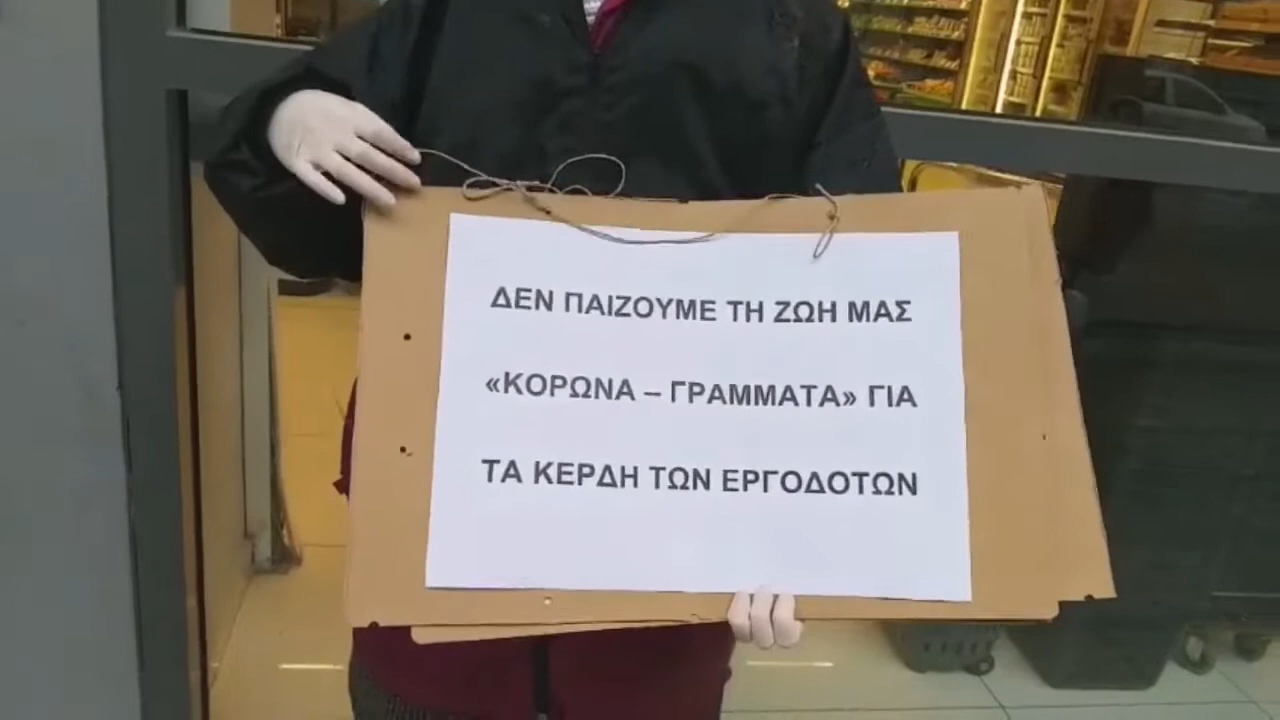 ΔΕΝ ΠΑΙΖΟΥΜΕ ΤΗ ΖΩΗ ΜΑΣ
«ΚΟΡΩΝΑ – ΓΡΑΜΜΑΤΑ» ΓΙΑ
ΤΑ ΚΕΡΔΗ ΤΩΝ ΕΡΓΟΔΟΤΩΝ